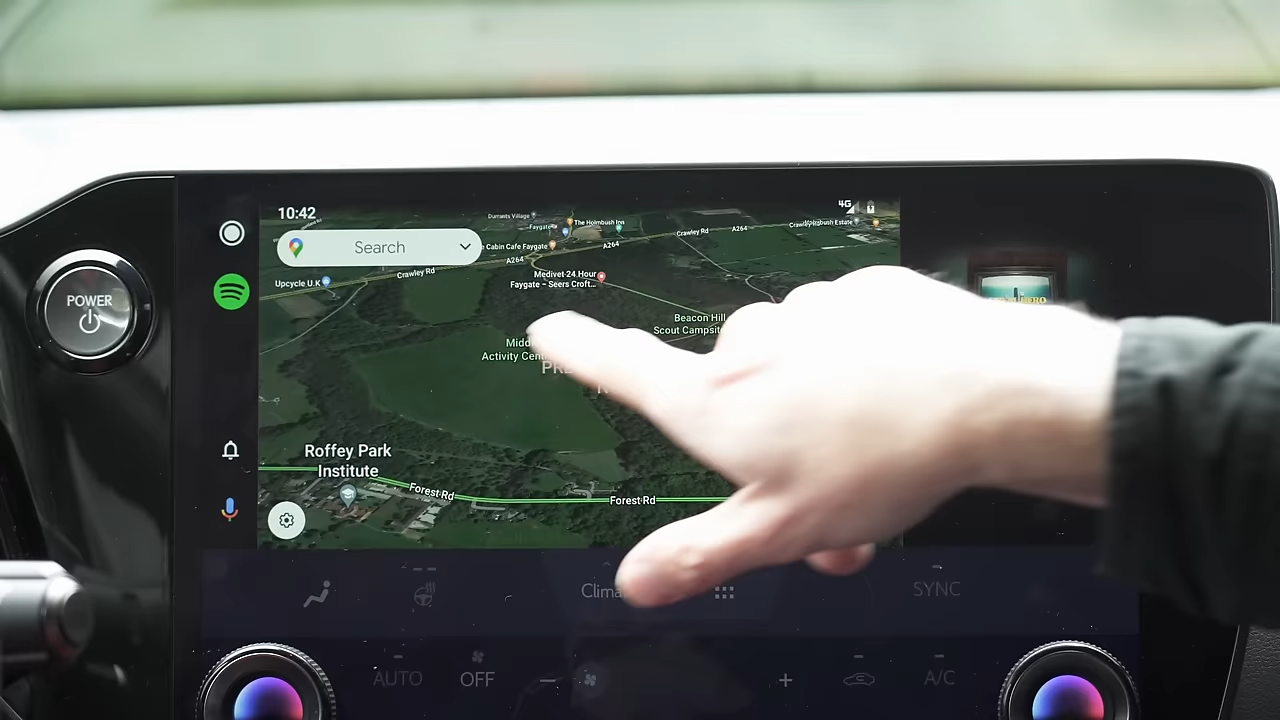 10:42
4G
Durrants Village
The Holmbush Inn
Faygate
Crawley Rd
A264
Search
Cabin Cafe Faygate
A264
A264
Crawley Rd
Medivet 24 Hour
Faygate - Seers Croft...
Upcycle U.K
POWER
Beacon Hill
Scout Campsite
Activity
Roffey Park
Institute
Forest Rd
Forest Rd
SYNC
AUTO
OFF
A/C